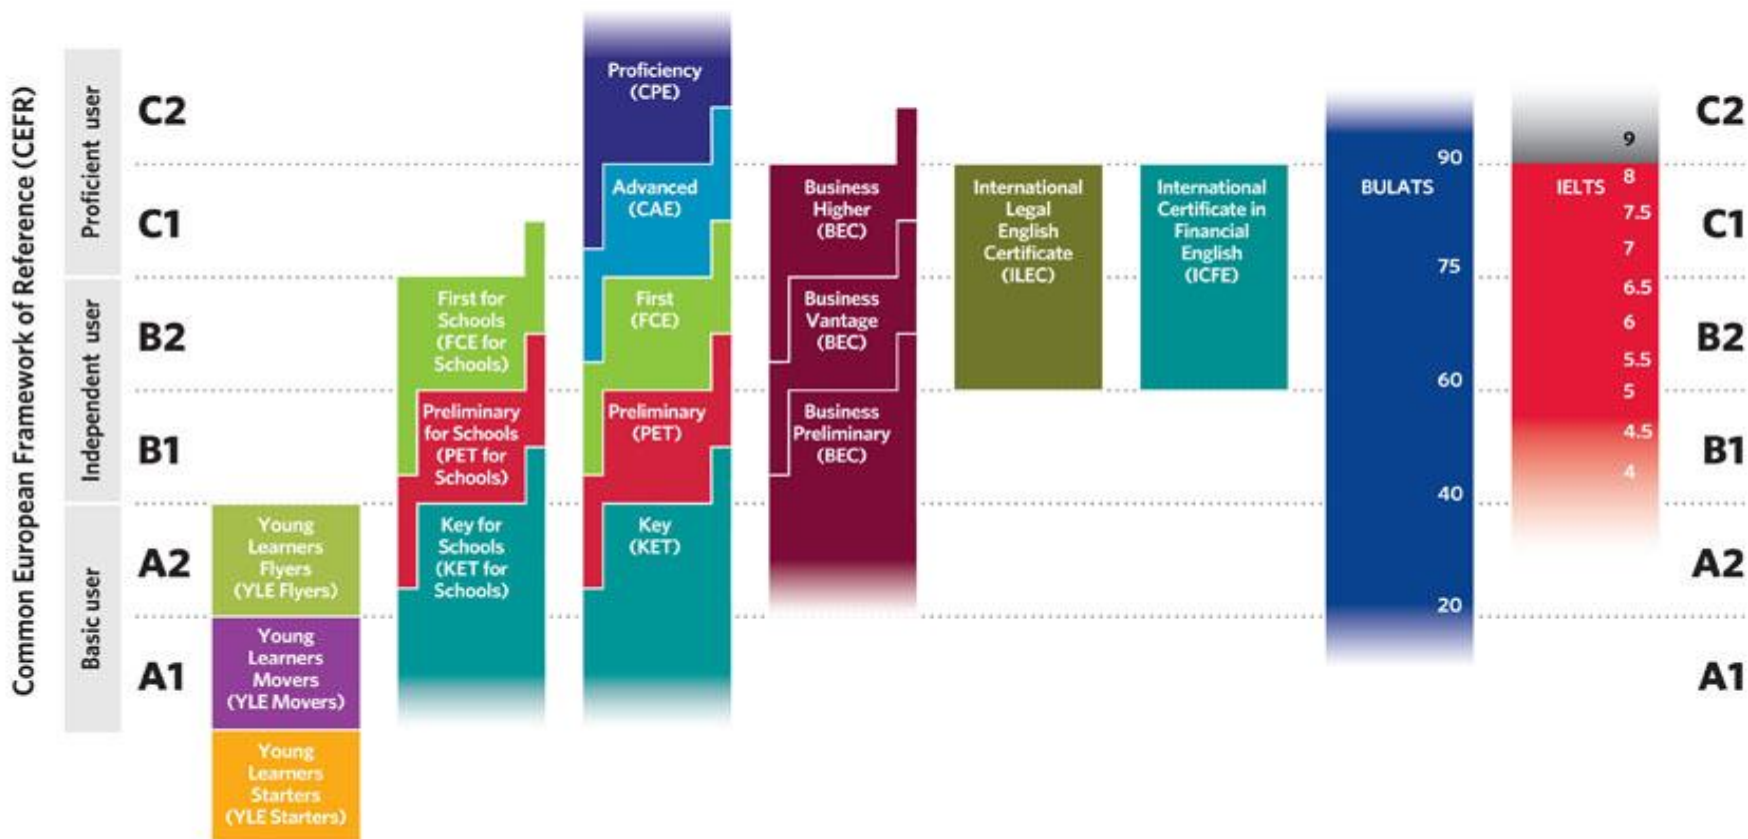 Common European Framework of Reference (CEFR)
Proficient user
Independent user
Basic user
C2
C1
B2
B1
A2
A1
Young
Learners
Flyers
(YLE Flyers)
Young
Learners
Movers
(YLE Movers)
Young
Learners
Starters
(YLE Starters)
First for
Schools
(FCE for
Schools)
Preliminary
for Schools
(PET for
Schools)
Key for
Schools
(KET for
Schools)
Proficiency
(CPE)
Advanced
(CAE)
First
(FCE)
Preliminary
(PET)
Key
(KET)
Business
Higher
(BEC)
Business
Vantage
(BEC)
Business
Preliminary
(BEC)
International
Legal
English
Certificate
(ILEC)
International
Certificate in
Financial
English
(ICFE)
BULATS
90
75
60
40
20
IELTS
9
8
7.5
7
6.5
6
5.5
5
4.5
4
C2
C1
B2
B1
A2
A1